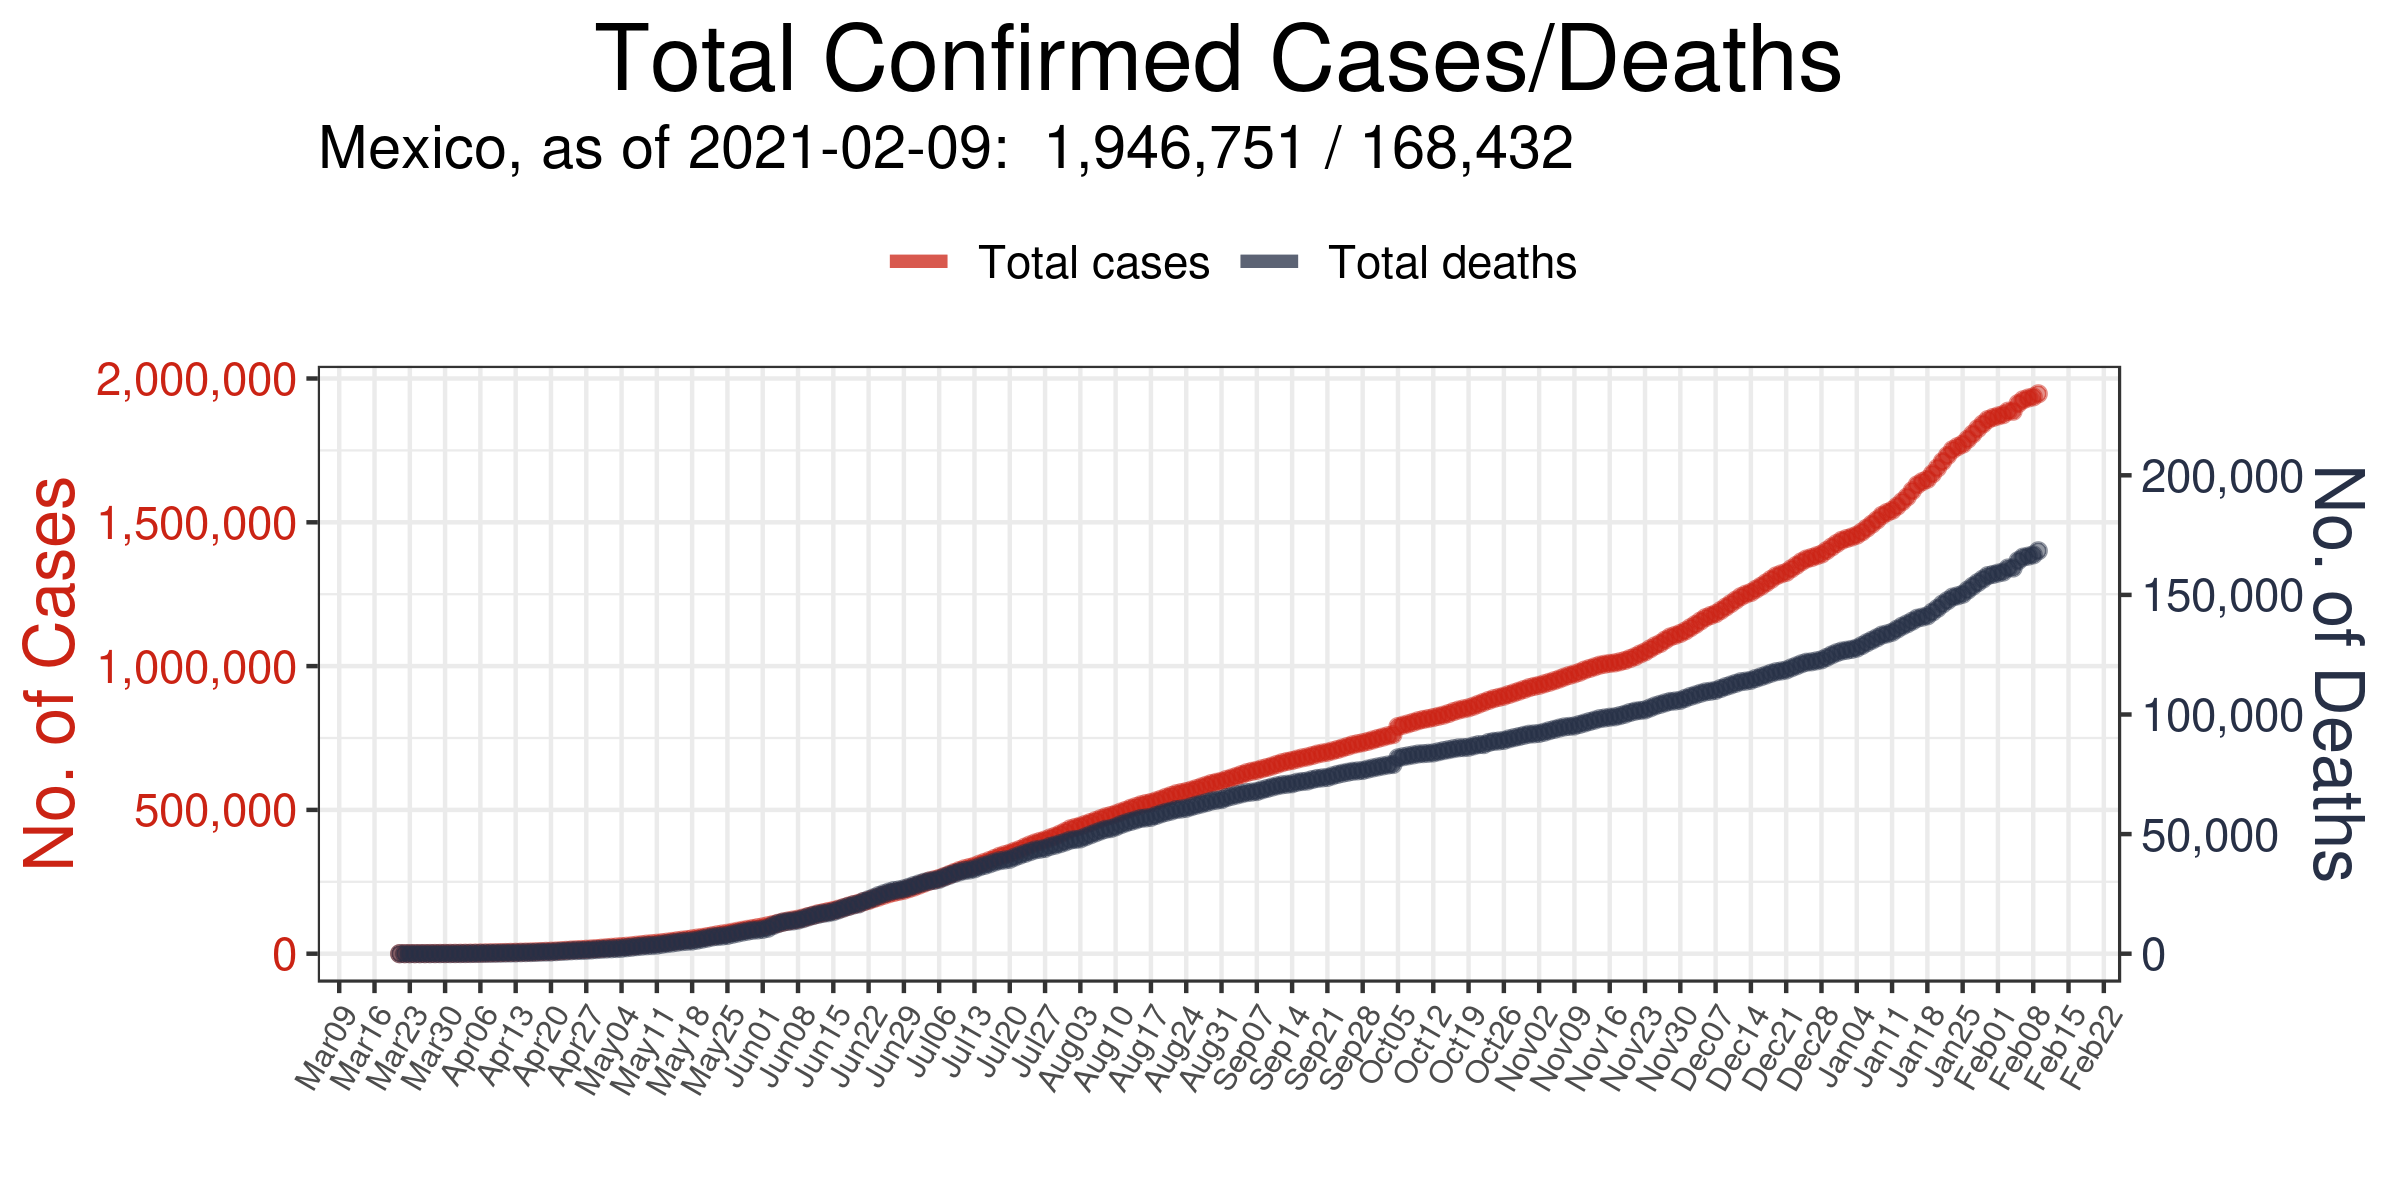 Total Confirmed Cases/Deaths
Mexico, as of 2021-02-09:  1,946,751 / 168,432
Total cases
Total deaths
No. of Cases
2,000,000
1,500,000
1,000,000
500,000
0
200,000
150,000
100,000
50,000
0
No. of Deaths
Mar09
Mar16
Mar23
Mar30
Apr06
Apr13
Apr20
Apr27
May04
May11
May18
May25
Jun01
Jun08
Jun15
Jun22
Jun29
Jul06
Jul13
Jul20
Jul27
Aug03
Aug10
Aug17
Aug24
Aug31
Sep07
Sep14
Sep21
Sep28
Oct05
Oct12
Oct19
Oct26
Nov02
Nov09
Nov16
Nov23
Nov30
Dec07
Dec14
Dec21
Dec28
Dec04
Jan11
Jan18
Jan25
Feb01
Feb08
Feb15
Feb22